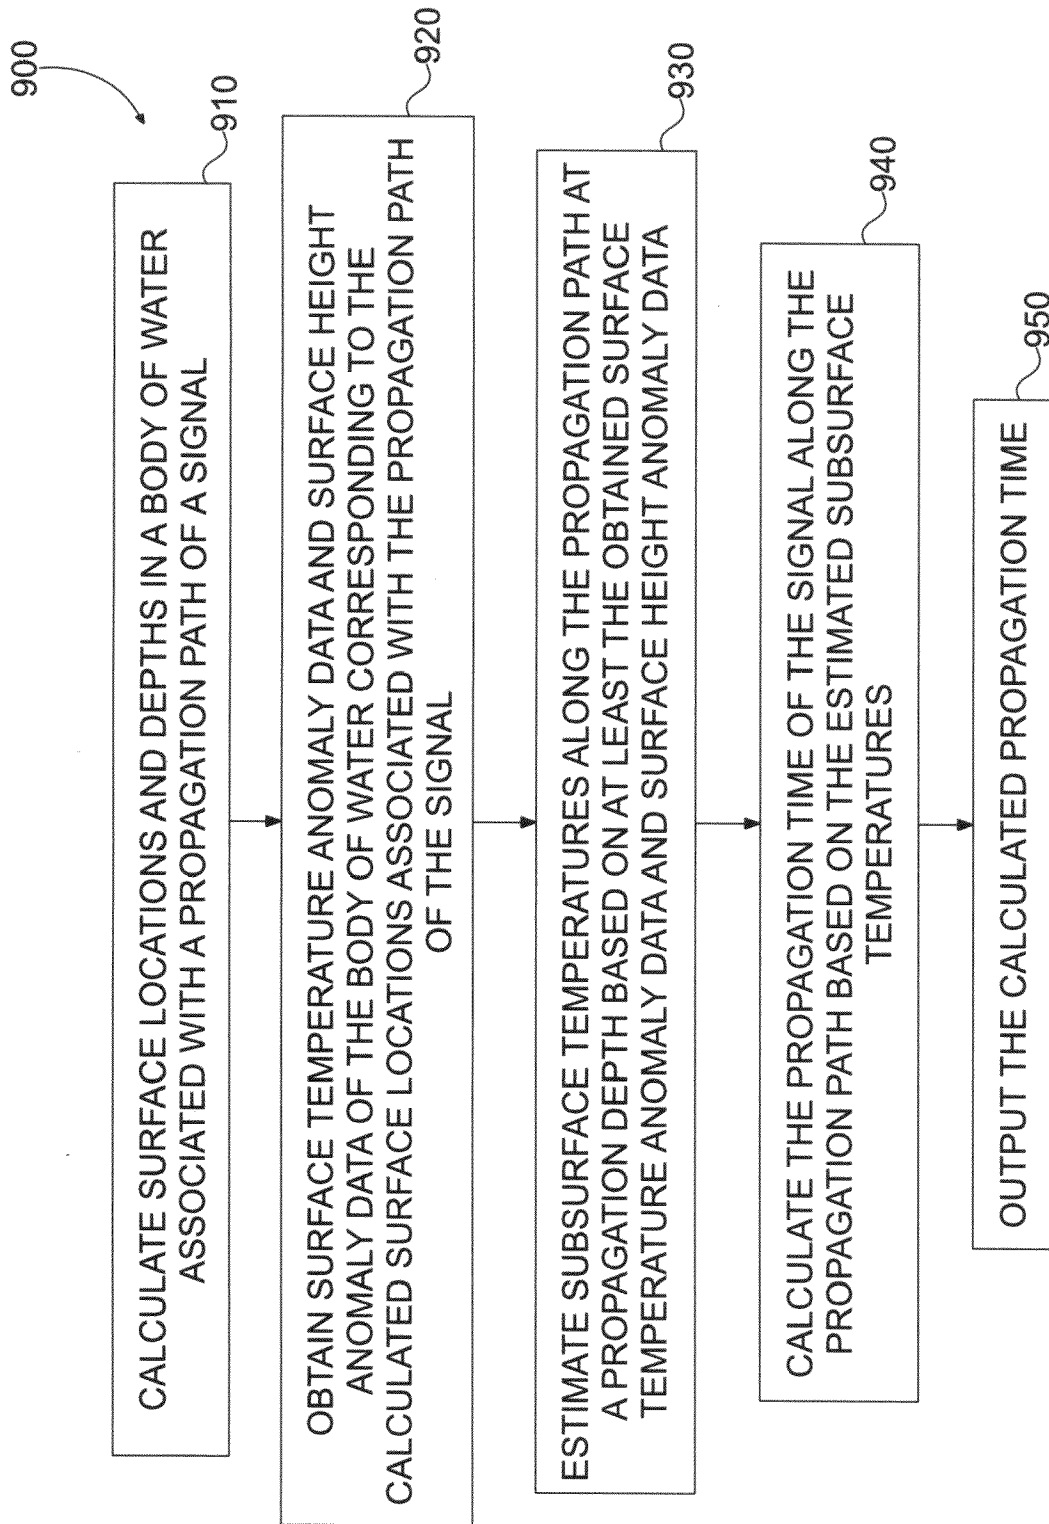 900
910
CALCULATE SURFACE LOCATIONS AND DEPTHS IN A BODY OF WATER
ASSOCIATED WITH A PROPAGATION PATH OF A SIGNAL
920
OBTAIN SURFACE TEMPERATURE ANOMALY DATA AND SURFACE HEIGHT
ANOMALY DATA OF THE BODY OF WATER CORRESPONDING TO THE
CALCULATED SURFACE LOCATIONS ASSOCIATED WITH THE PROPAGATION PATH
OF THE SIGNAL
930
ESTIMATE SUBSURFACE TEMPERATURES ALONG THE PROPAGATION PATH AT
A PROPAGATION DEPTH BASED ON AT LEAST THE OBTAINED SURFACE
TEMPERATURE ANOMALY DATA AND SURFACE HEIGHT ANOMALY DATA
940
CALCULATE THE PROPAGATION TIME OF THE SIGNAL ALONG THE
PROPAGATION PATH BASED ON THE ESTIMATED SUBSURFACE
TEMPERATURES
950
OUTPUT THE CALCULATED PROPAGATION TIME